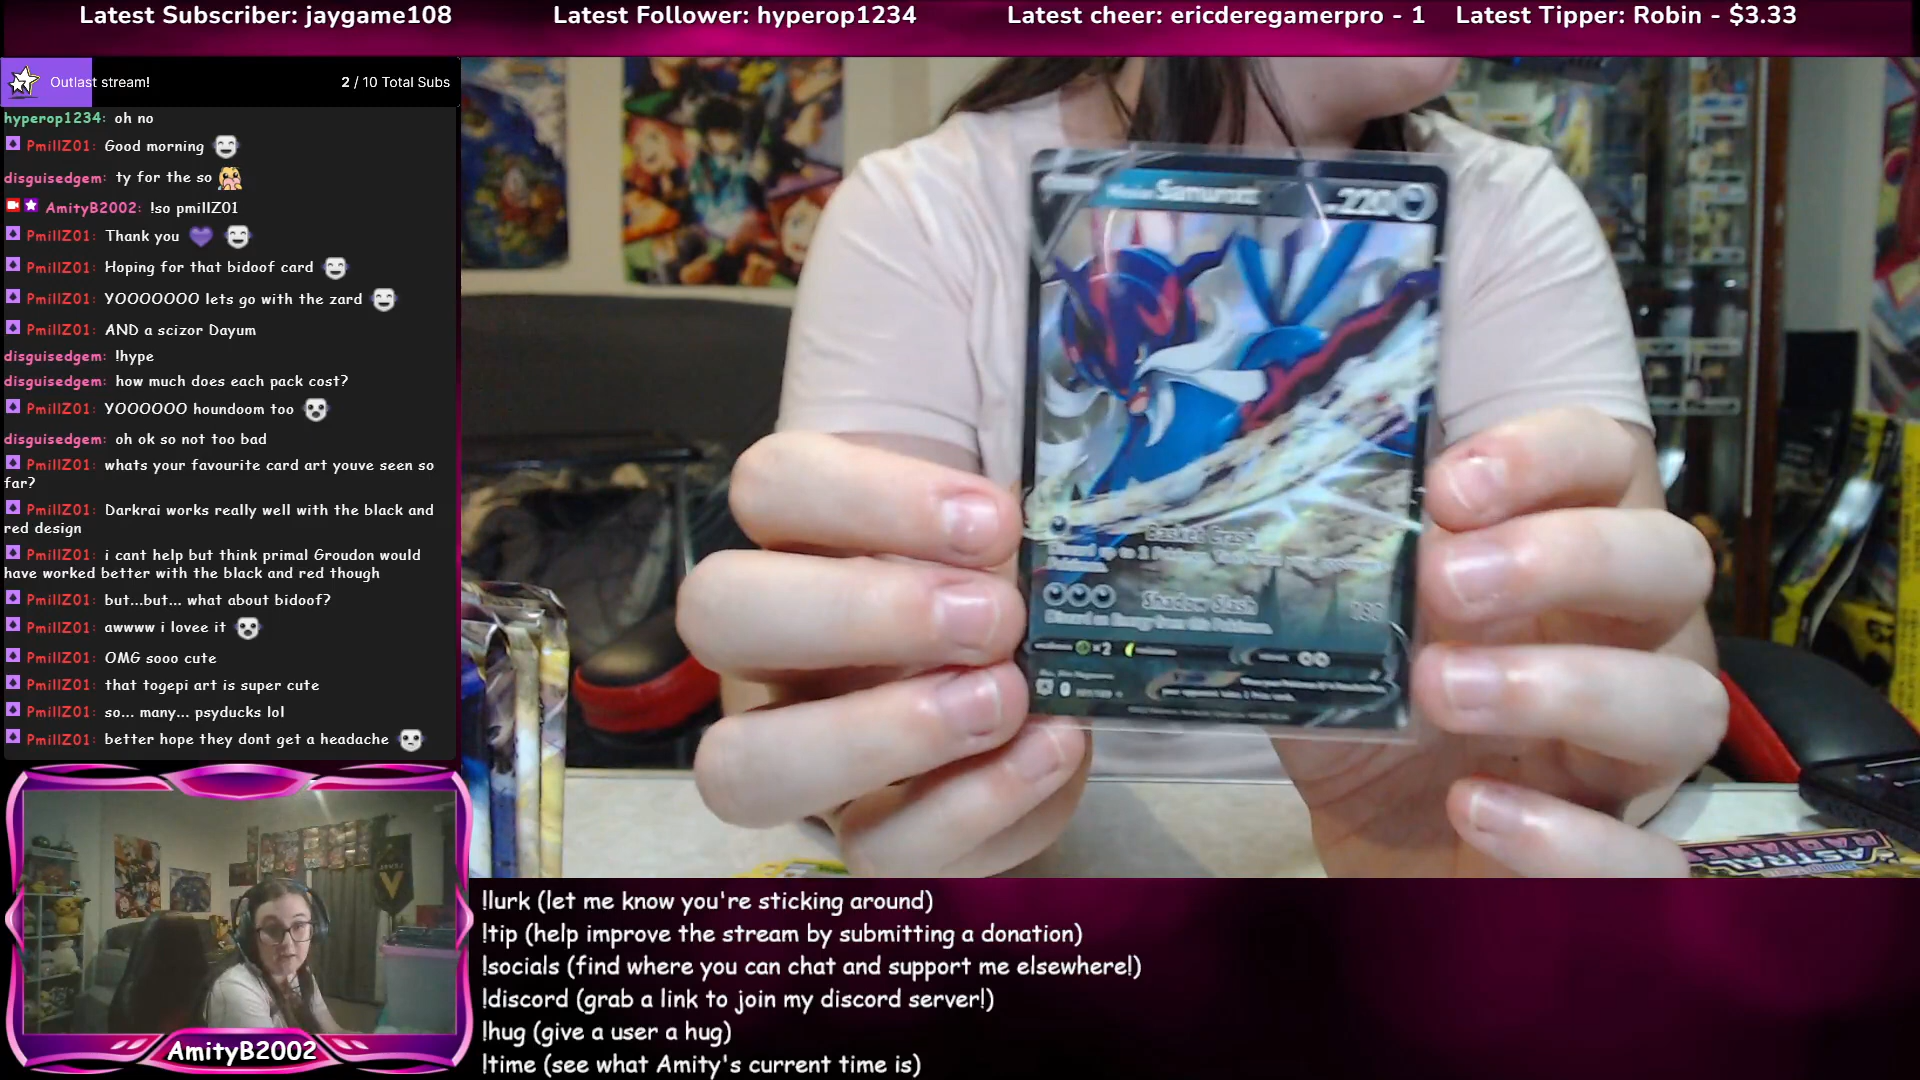 Latest Subscriber: jaygame108
Latest Follower: hyperop1234
Latest cheer: ericderegamerpro - 1
Latest Tipper: Robin - $3.33
Outlast stream!
2 / 10 Total Subs
hyperop1234: oh no
PmillZ01: Good morning
disguisedgem: ty for the so
AmityB2002: !so pmillZ01
PmillZ01: Thank you
PmillZ01: Hoping for that bidoof card
PmillZ01: YOOOOOOO lets go with the zard
PmillZ01: AND a scizor Dayum
disguisedgem: !hype
disguisedgem: how much does each pack cost?
PmillZ01: YOOOOOO houndoom too
disguisedgem: oh ok so not too bad
PmillZ01: whats your favourite card art youve seen so
far?
PmillZ01: Darkrai works really well with the black and
red design
PmillZ01: i cant help but think primal Groudon would
have worked better with the black and red though
PmillZ01: but...but... what about bidoof?
PmillZ01: awwww i lovee it
PmillZ01: OMG sooo cute
PmillZ01: that togepi art is super cute
PmillZ01: so... many... psyducks lol
PmillZ01: better hope they dont get a headache
Samurott
220
Shadow Slash
180
×2
ASTRAL
RADIANCE
AmityB2002
!lurk (let me know you're sticking around)
!tip (help improve the stream by submitting a donation)
!socials (find where you can chat and support me elsewhere!)
!discord (grab a link to join my discord server!)
!hug (give a user a hug)
!time (see what Amity's current time is)